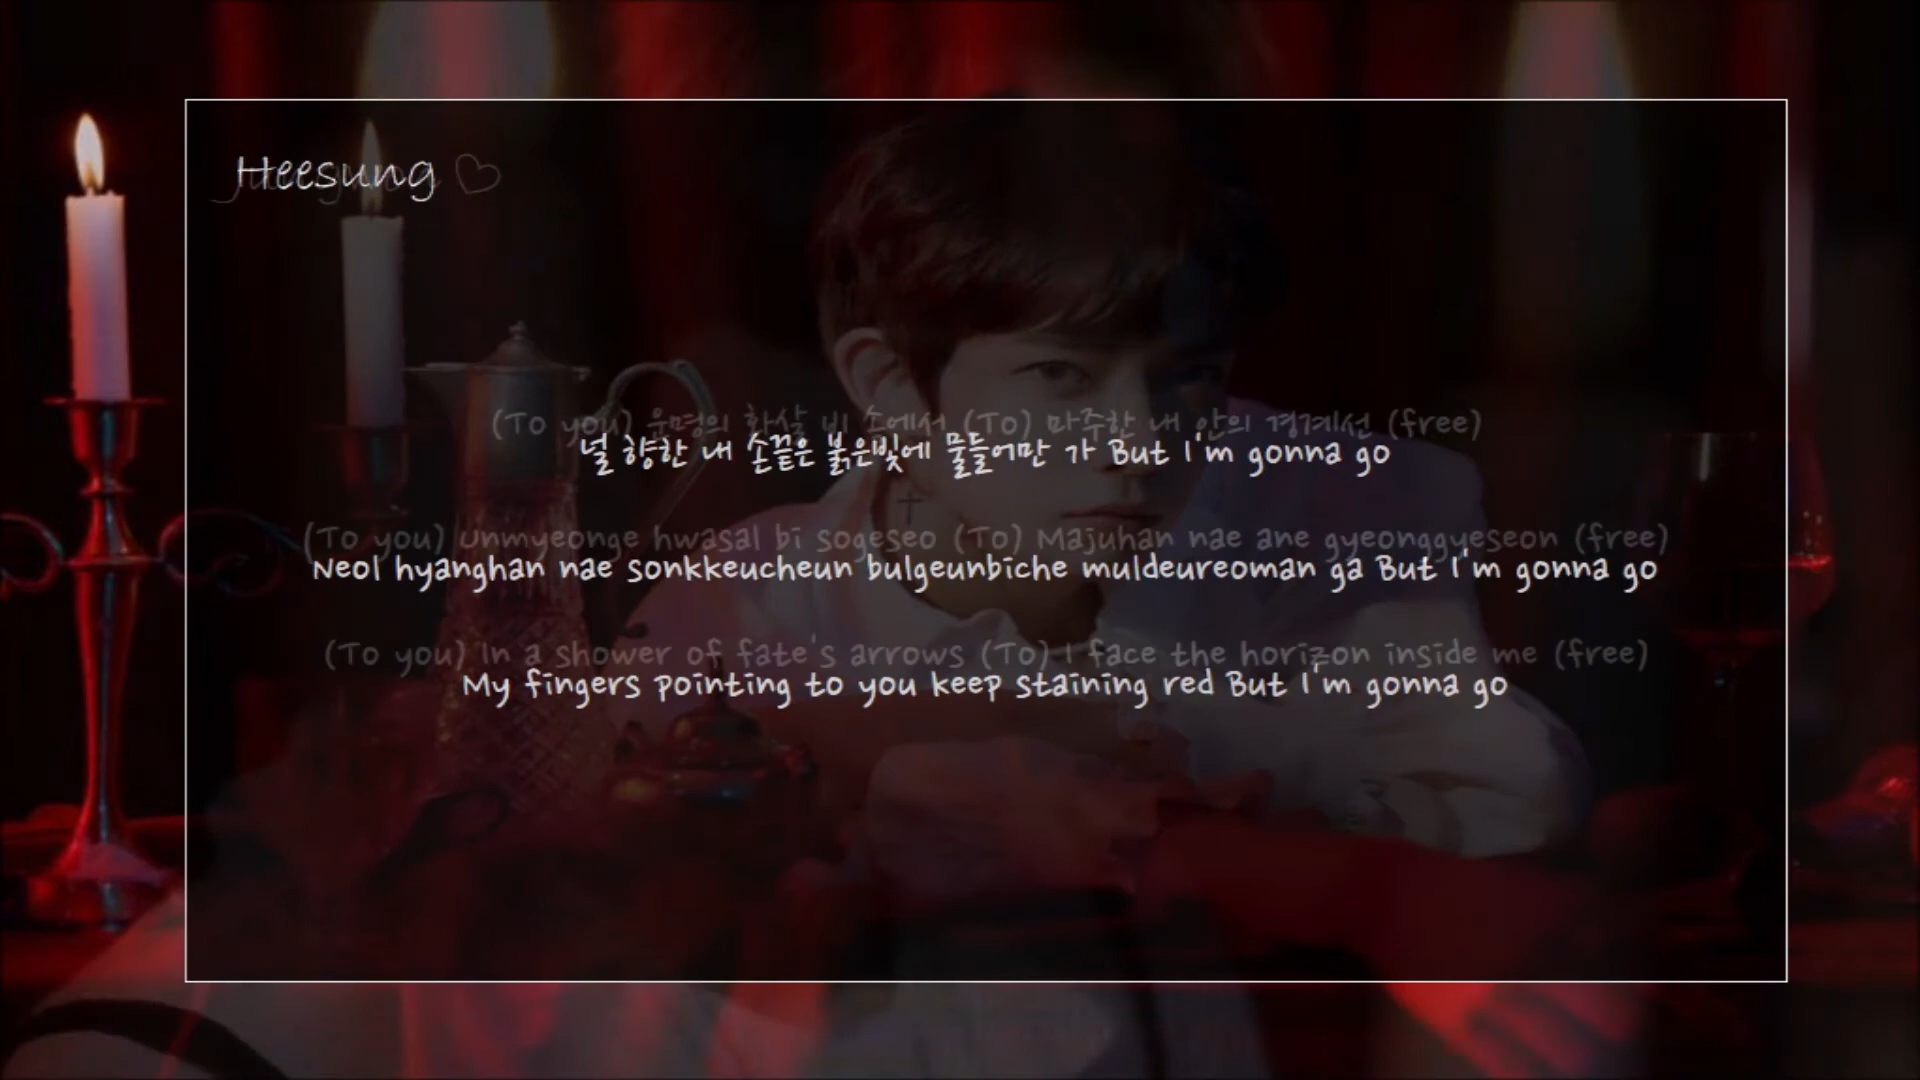 Heesung ♡
(To you) 운명의 화살 비 속에서 (To) 마주한 내 안의 경계선 (free)
널 향한 내 손끝은 붉은빛에 물들어만 가 But I'm gonna go
(To you) unmyeonge hwasal bi sogeseo (To) Majuhan nae ane gyeonggyeseon (free)
Neol hyanghan nae sonkkeucheun bulgeunbiche muldeureoman ga But I'm gonna go
(To you) In a shower of fate's arrows (To) I face the horizon inside me (free)
My fingers pointing to you keep staining red But I'm gonna go